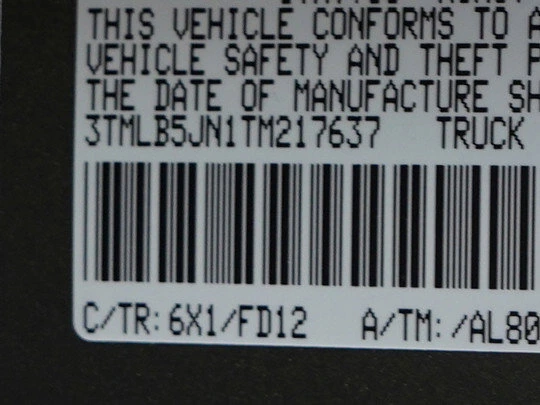 THIS VEHICLE CONFORMS TO A
VEHICLE SAFETY AND THEFT P
THE DATE OF MANUFACTURE SH
3TMLB5JN1TM217637 TRUCK
C/TR: 6X1/FD12 A/TM: /AL80